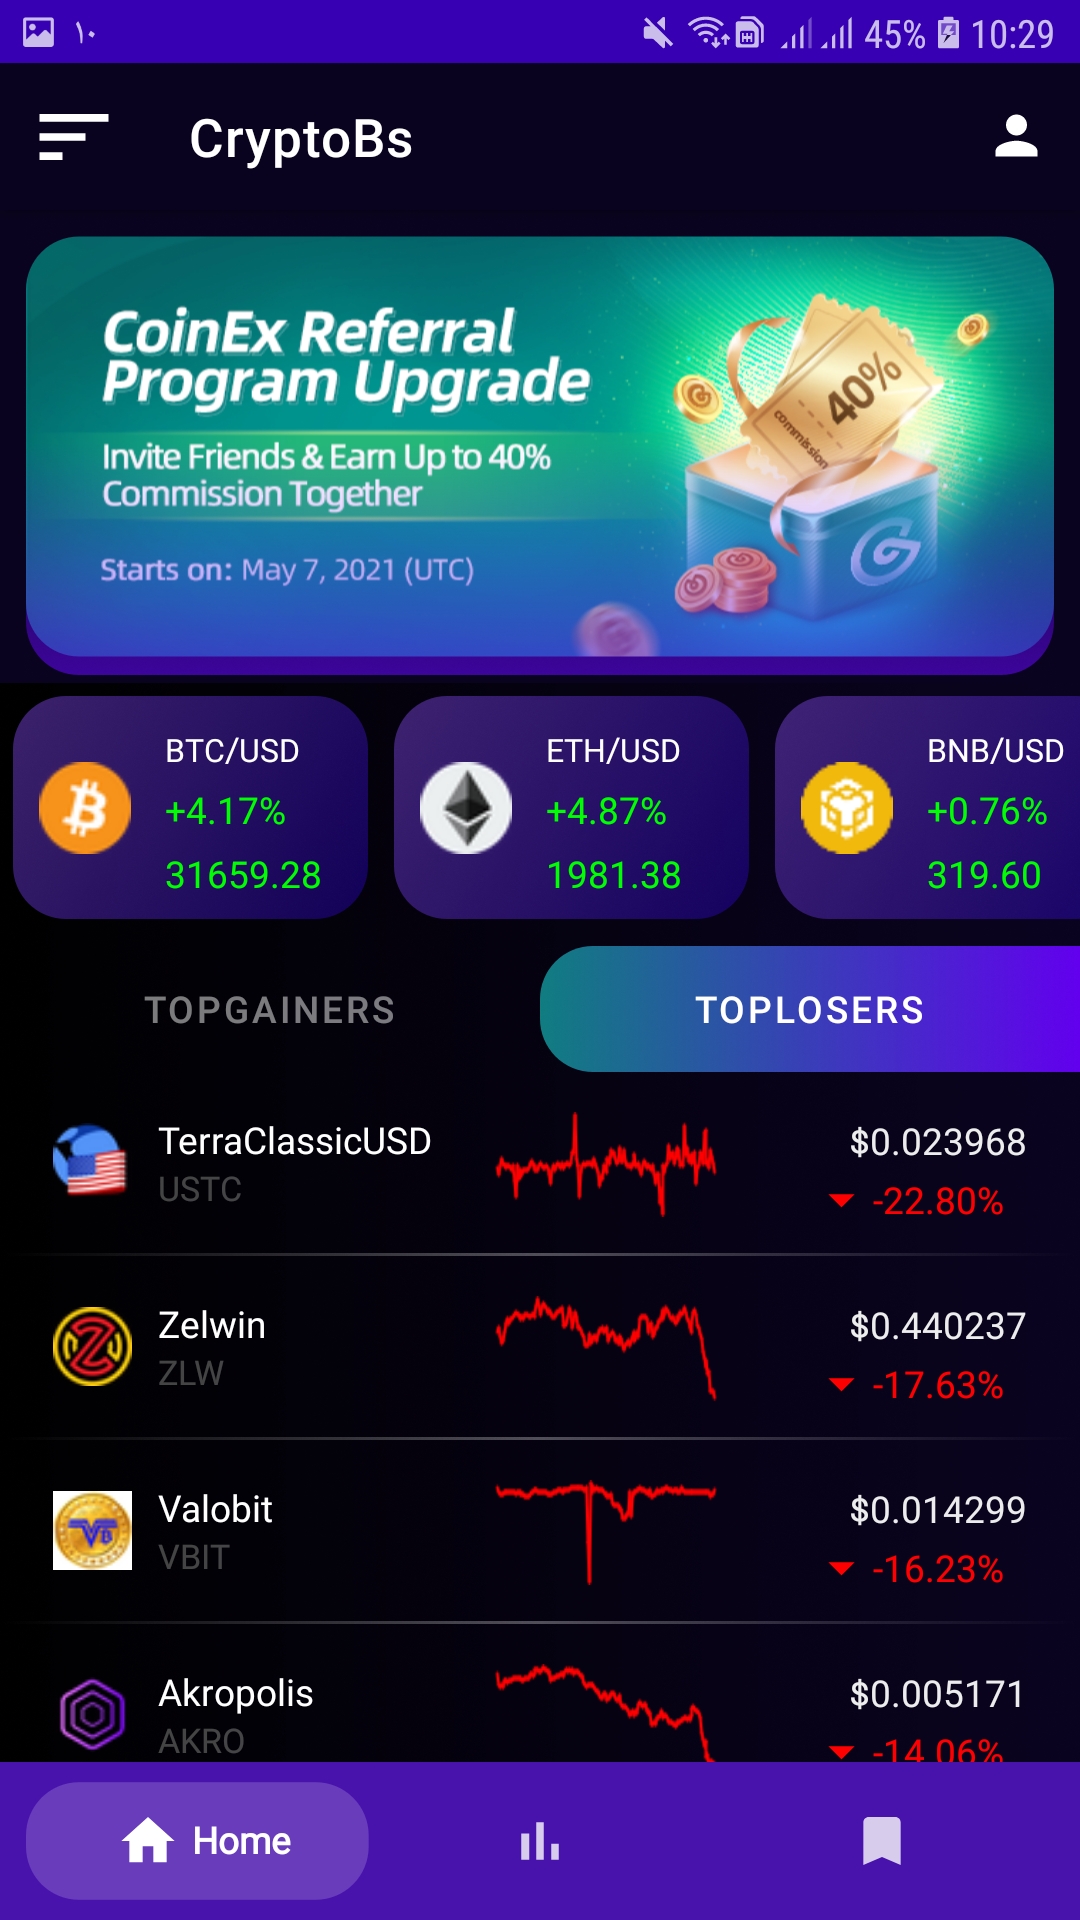 ١٠ 45% 10:29
CryptoBs
CoinEx Referral
Program Upgrade
Invite Friends & Earn Up to 40%
Commission Together
Starts on: May 7, 2021 (UTC)
40%
commission
BTC/USD
+4.17%
31659.28
ETH/USD
+4.87%
1981.38
BNB/USD
+0.76%
319.60
TOPGAINERS TOPLOSERS
TerraClassicUSD $0.023968
USTC -22.80%
Zelwin $0.440237
ZLW -17.63%
Valobit $0.014299
VBIT -16.23%
Akropolis $0.005171
AKRO -14.06%
Home